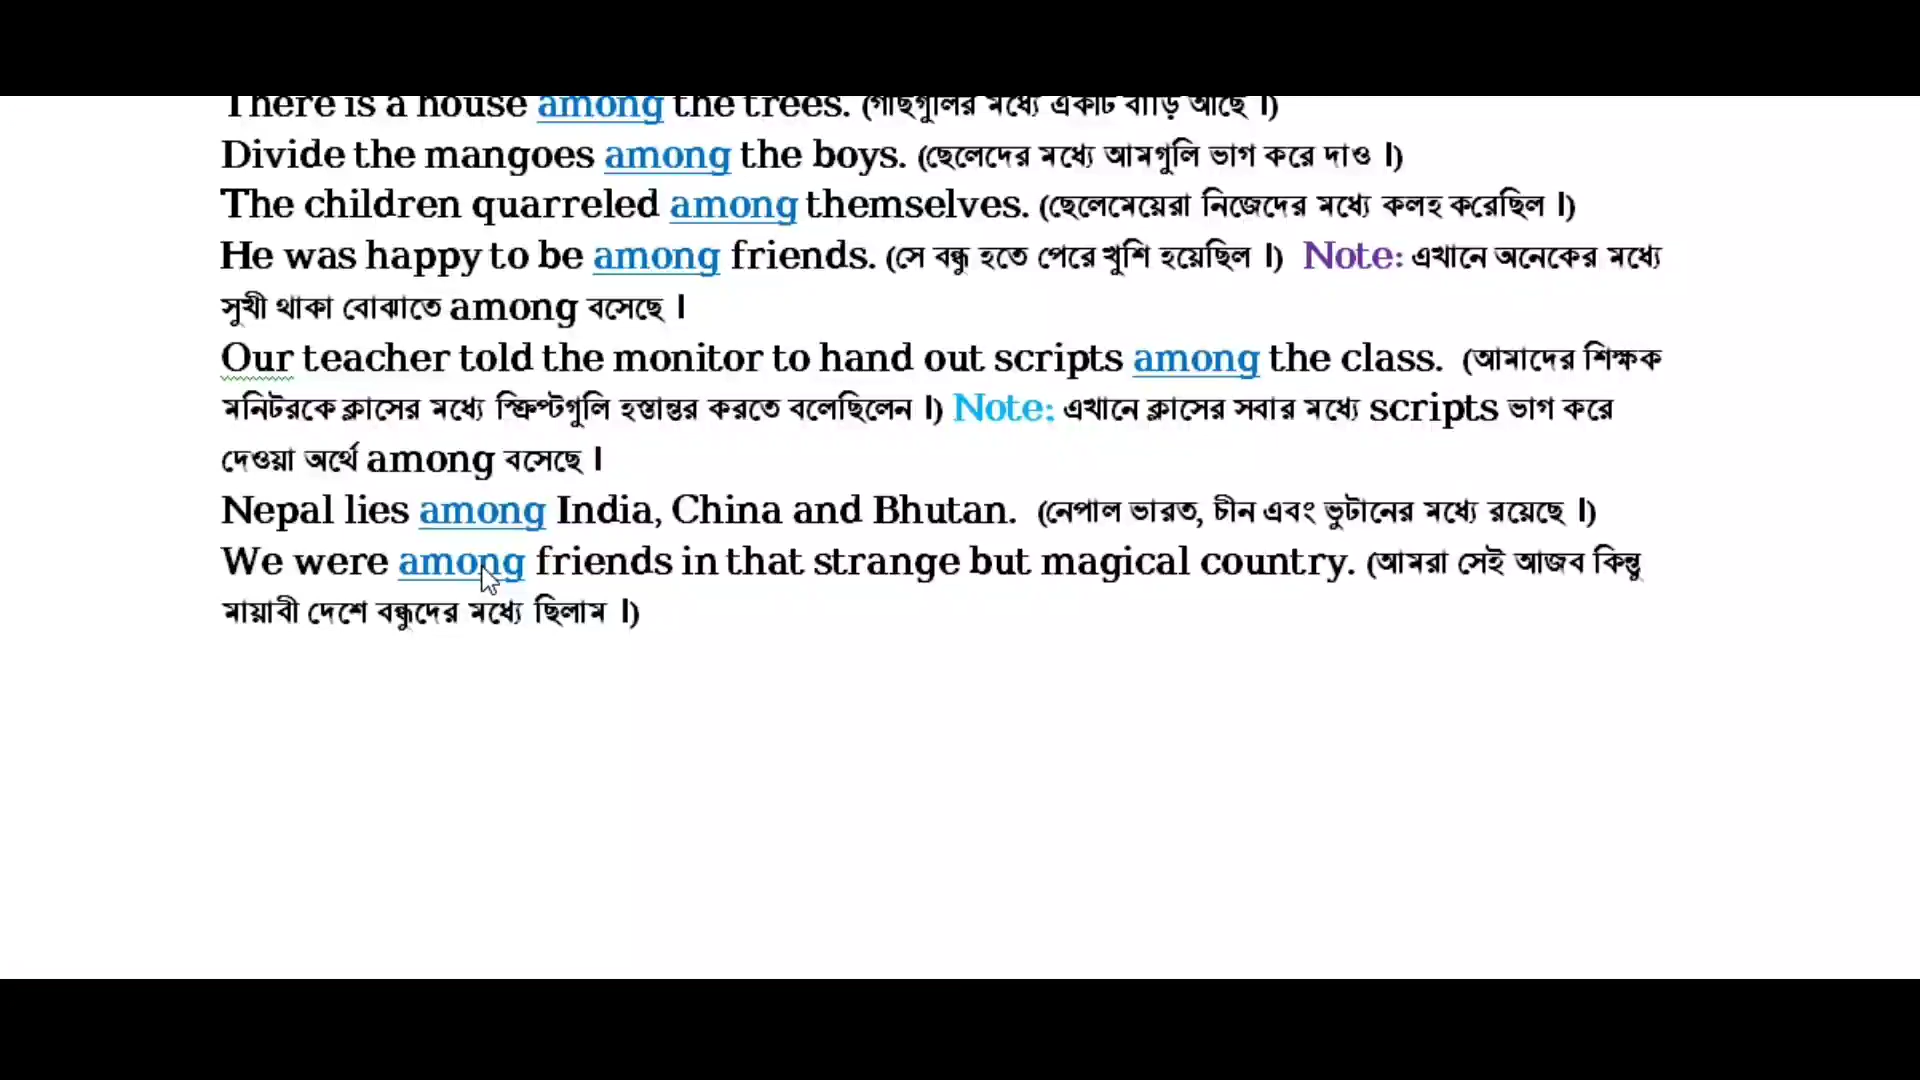 There is a house among the trees. (গাছগুলির মধ্যে একটি বাড়ি আছে ।)
Divide the mangoes among the boys. (ছেলেদের মধ্যে আমগুলি ভাগ করে দাও ।)
The children quarreled among themselves. (ছেলেমেয়েরা নিজেদের মধ্যে কলহ করেছিল ।)
He was happy to be among friends. (সে বন্ধু হতে পেরে খুশি হয়েছিল ।) Note: এখানে অনেকের মধ্যে
সুখী থাকা বোঝাতে among বসেছে ।
Our teacher told the monitor to hand out scripts among the class. (আমাদের শিক্ষক
মনিটরকে ক্লাসের মধ্যে স্ক্রিপ্টগুলি হস্তান্তর করতে বলেছিলেন ।) Note: এখানে ক্লাসের সবার মধ্যে scripts ভাগ করে
দেওয়া অর্থে among বসেছে ।
Nepal lies among India, China and Bhutan. (নেপাল ভারত, চীন এবং ভুটানের মধ্যে রয়েছে ।)
We were among friends in that strange but magical country. (আমরা সেই আজব কিন্তু
মায়াবী দেশে বন্ধুদের মধ্যে ছিলাম ।)